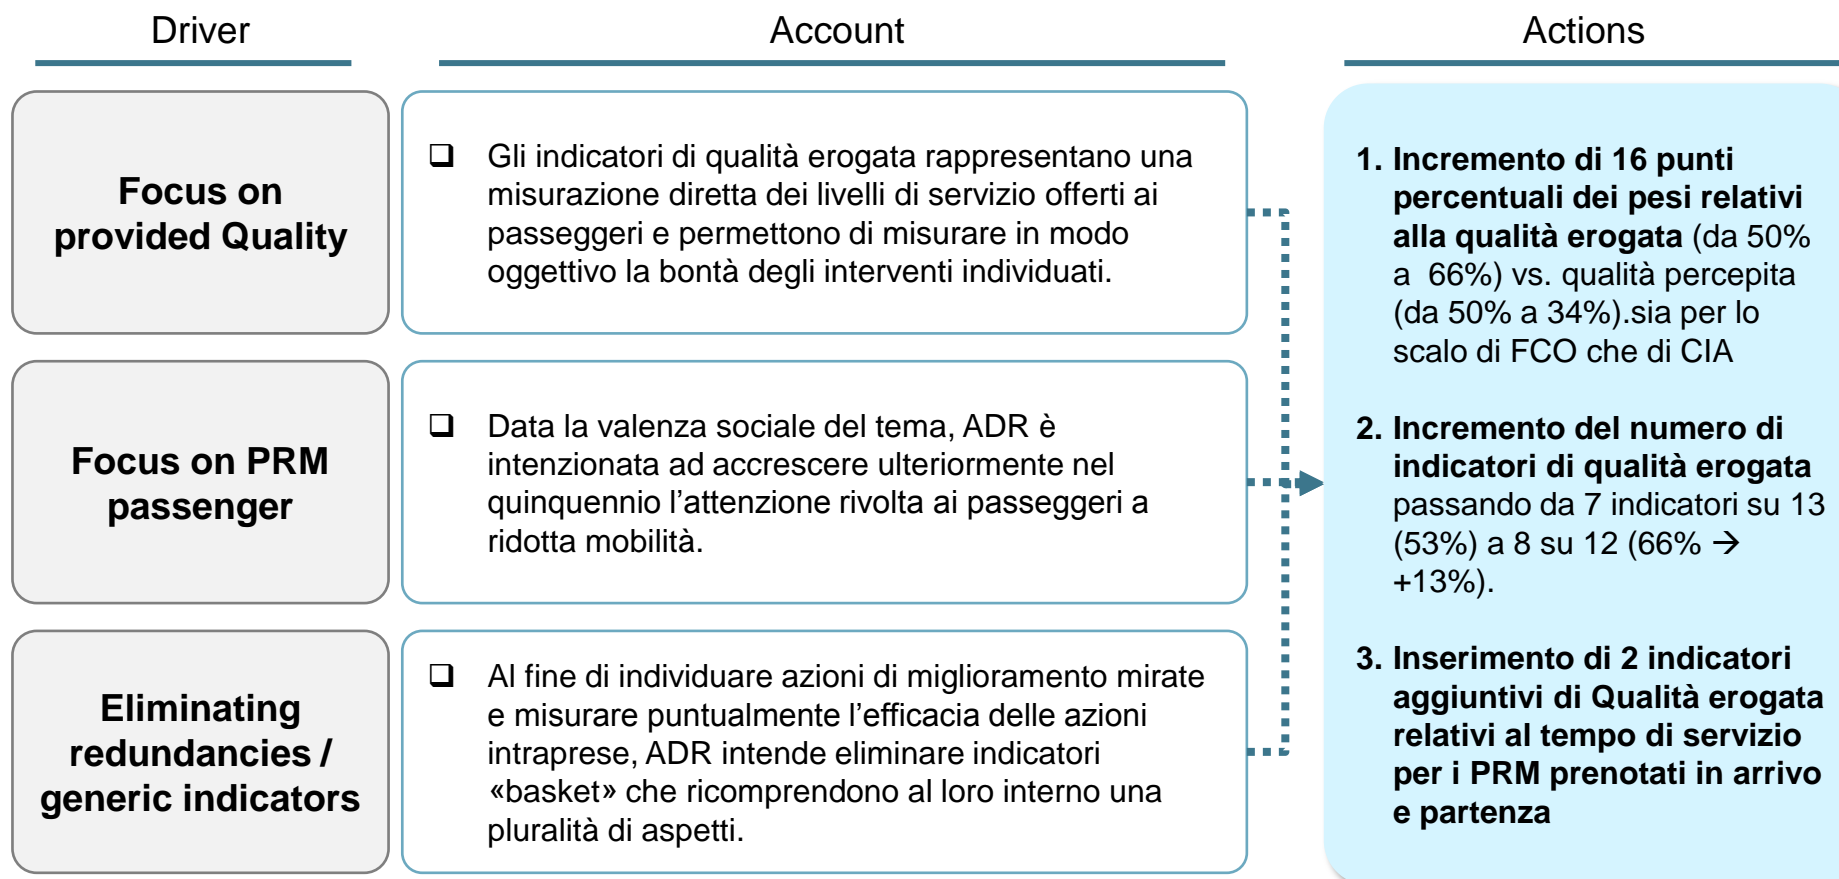 Driver
Account
Actions
Focus on
provided Quality
❑ Gli indicatori di qualità erogata rappresentano una
misurazione diretta dei livelli di servizio offerti ai
passeggeri e permettono di misurare in modo
oggettivo la bontà degli interventi individuati.
Focus on PRM
passenger
❑ Data la valenza sociale del tema, ADR è
intenzionata ad accrescere ulteriormente nel
quinquennio l’attenzione rivolta ai passeggeri a
ridotta mobilità.
Eliminating
redundancies /
generic indicators
❑ Al fine di individuare azioni di miglioramento mirate
e misurare puntualmente l’efficacia delle azioni
intraprese, ADR intende eliminare indicatori
«basket» che ricomprendono al loro interno una
pluralità di aspetti.
1. Incremento di 16 punti
percentuali dei pesi relativi
alla qualità erogata (da 50%
a 66%) vs. qualità percepita
(da 50% a 34%).sia per lo
scalo di FCO che di CIA
2. Incremento del numero di
indicatori di qualità erogata
passando da 7 indicatori su 13
(53%) a 8 su 12 (66% →
+13%).
3. Inserimento di 2 indicatori
aggiuntivi di Qualità erogata
relativi al tempo di servizio
per i PRM prenotati in arrivo
e partenza